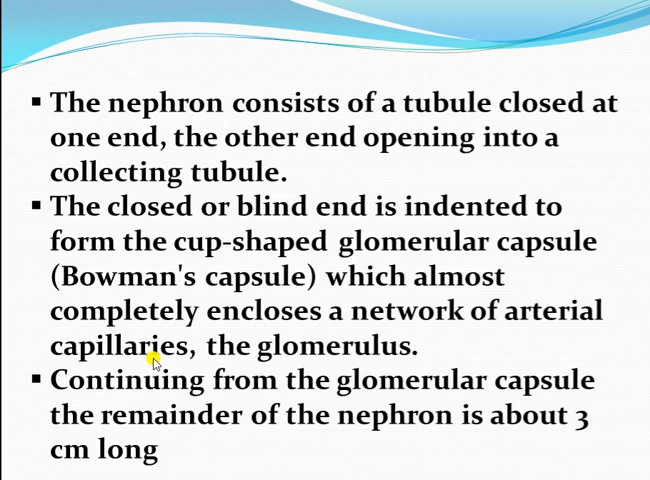 ▪ The nephron consists of a tubule closed at
one end, the other end opening into a
collecting tubule.
▪ The closed or blind end is indented to
form the cup-shaped glomerular capsule
(Bowman's capsule) which almost
completely encloses a network of arterial
capillaries, the glomerulus.
▪ Continuing from the glomerular capsule
the remainder of the nephron is about 3
cm long